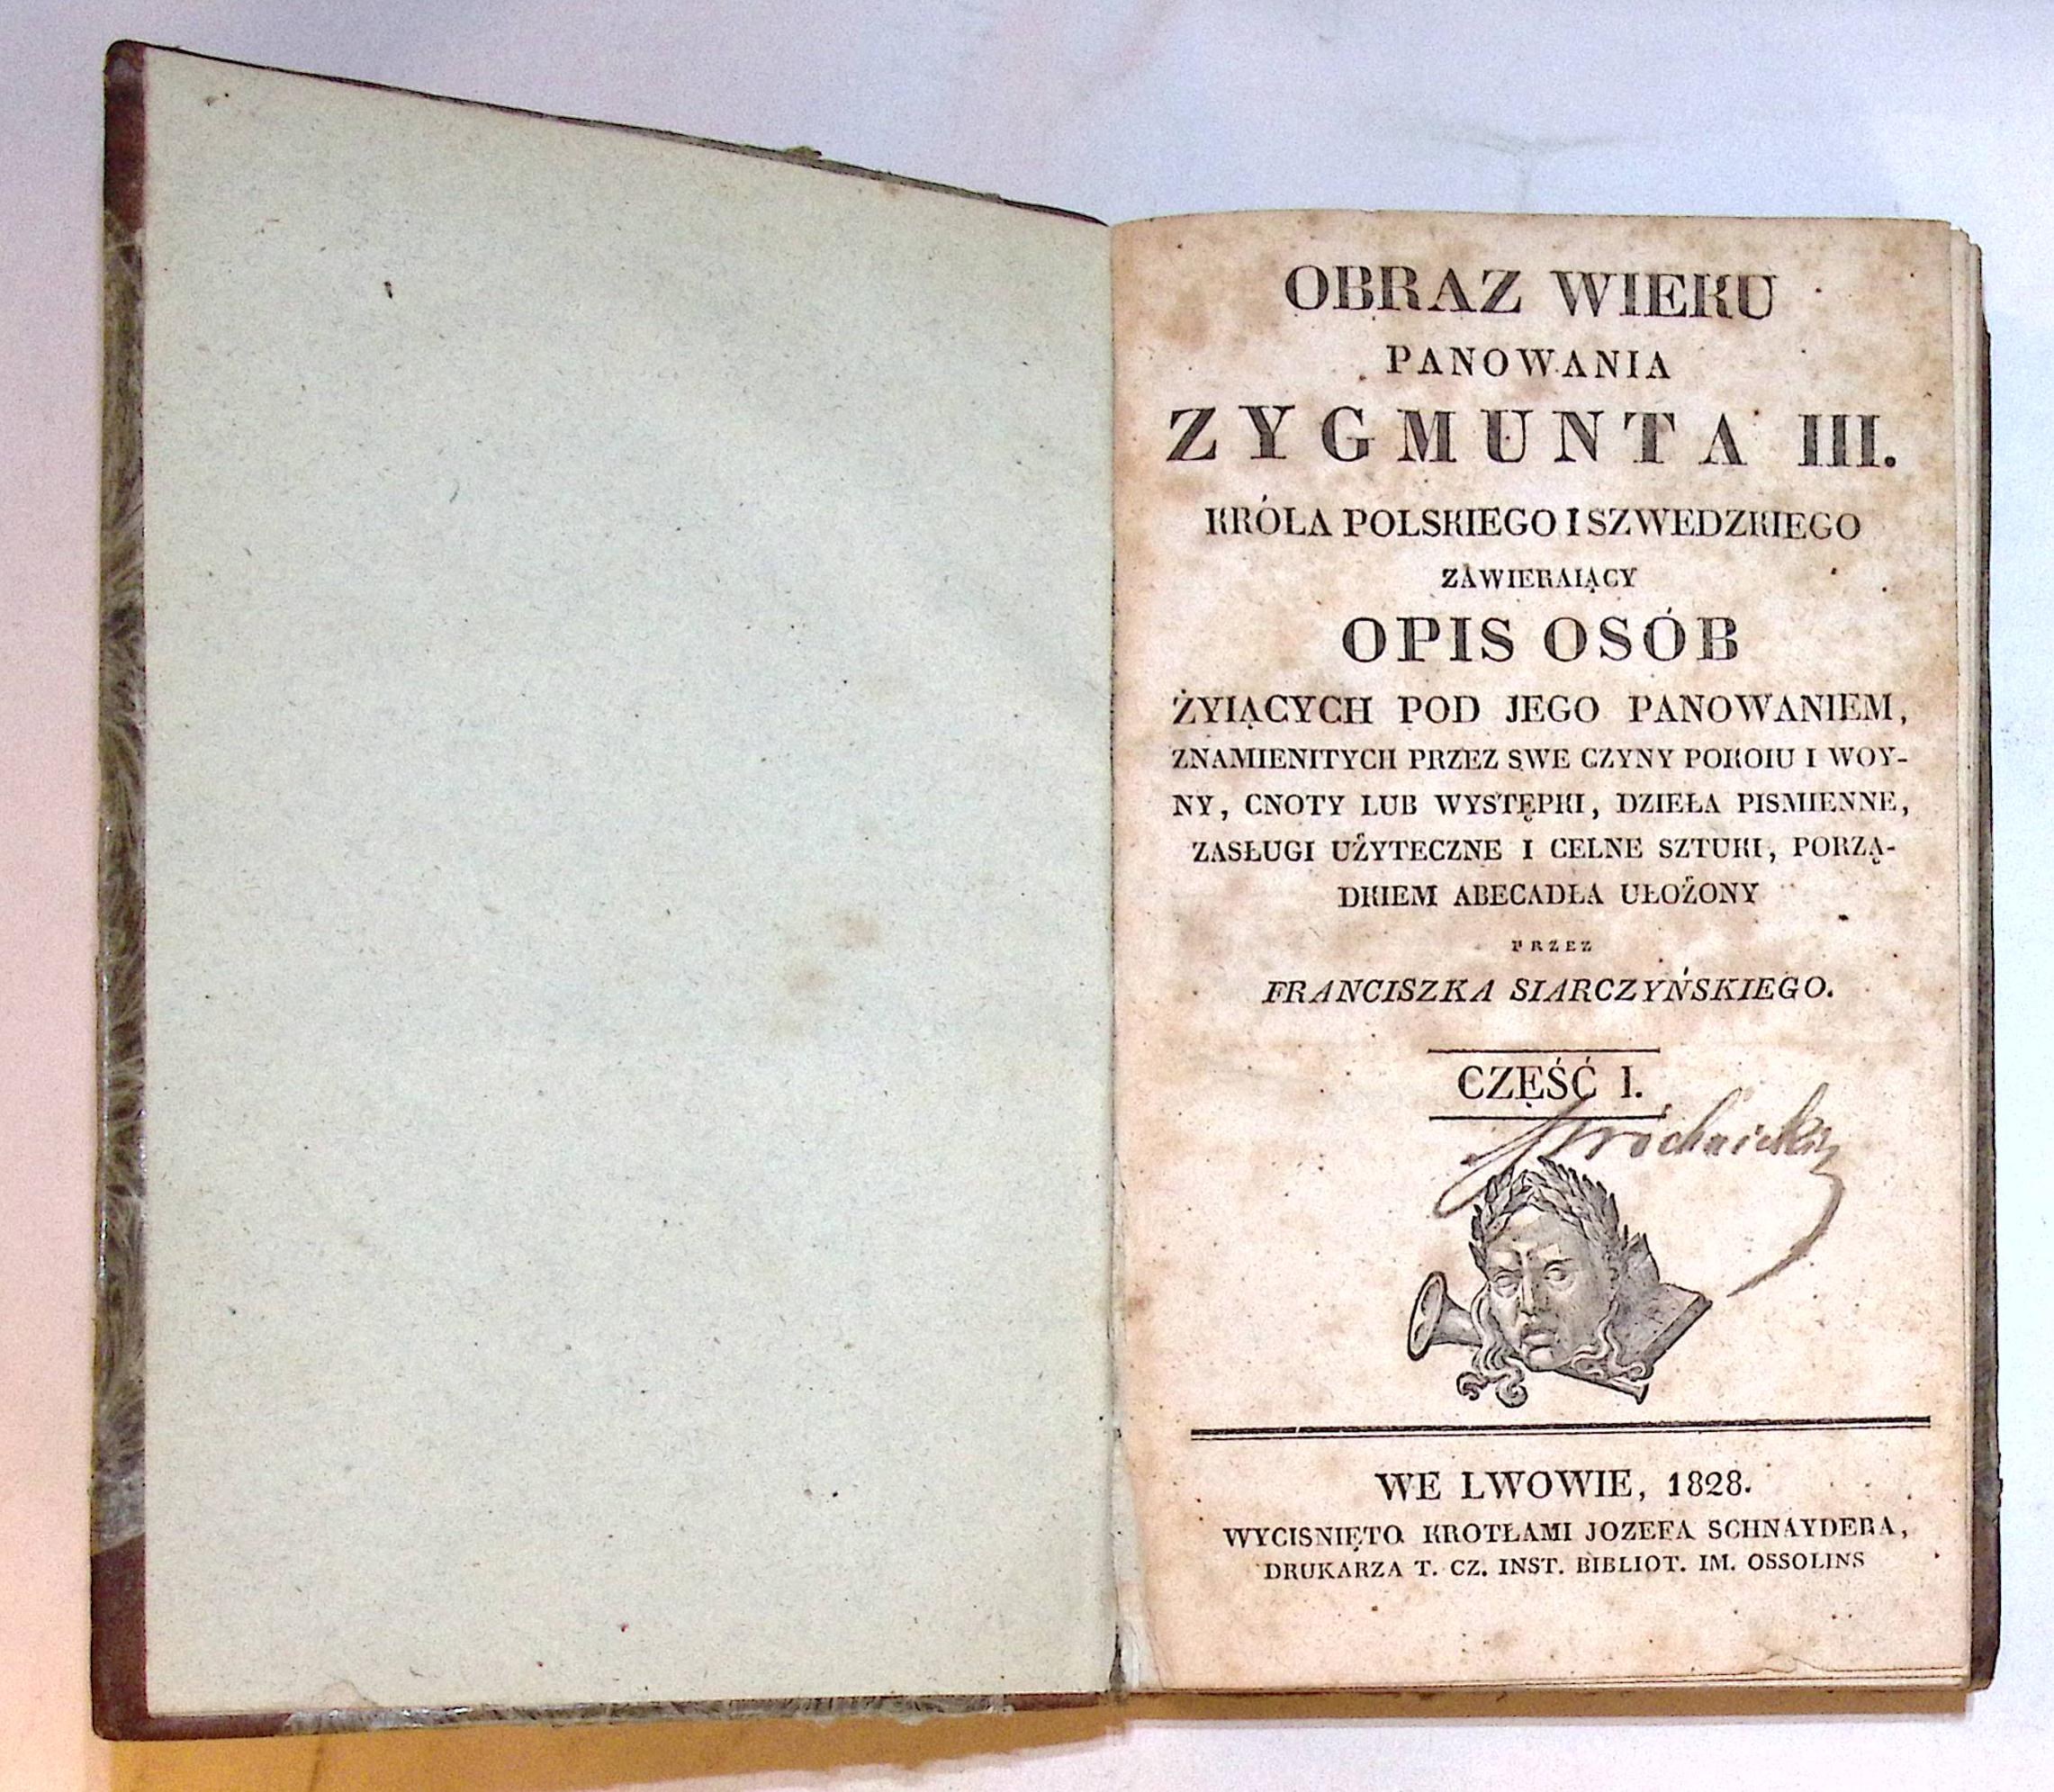 OBRAZ WIEKU
PANOWANIA
ZYGMUNTA III.
KRÓLA POLSKIEGO I SZWEDZKIEGO
ZAWIERAIĄCY
OPIS OSÓB
ŻYIĄCYCH POD JEGO PANOWANIEM,
ZNAMIENITYCH PRZEZ SWE CZYNY POKOIU I WOY-
NY, CNOTY LUB WYSTĘPKI, DZIEŁA PISMIENNE,
ZASŁUGI UŻYTECZNE I CELNE SZTUKI, PORZĄ-
DKIEM ABECADŁA UŁOŻONY
PRZEZ
FRANCISZKA SIARCZYŃSKIEGO.
CZĘŚĆ I.
WE LWOWIE, 1828.
WYCISNIĘTO KROTŁAMI JOZEFA SCHNAYDERA,
DRUKARZA T. CZ. INST. BIBLIOT. IM. OSSOLINS